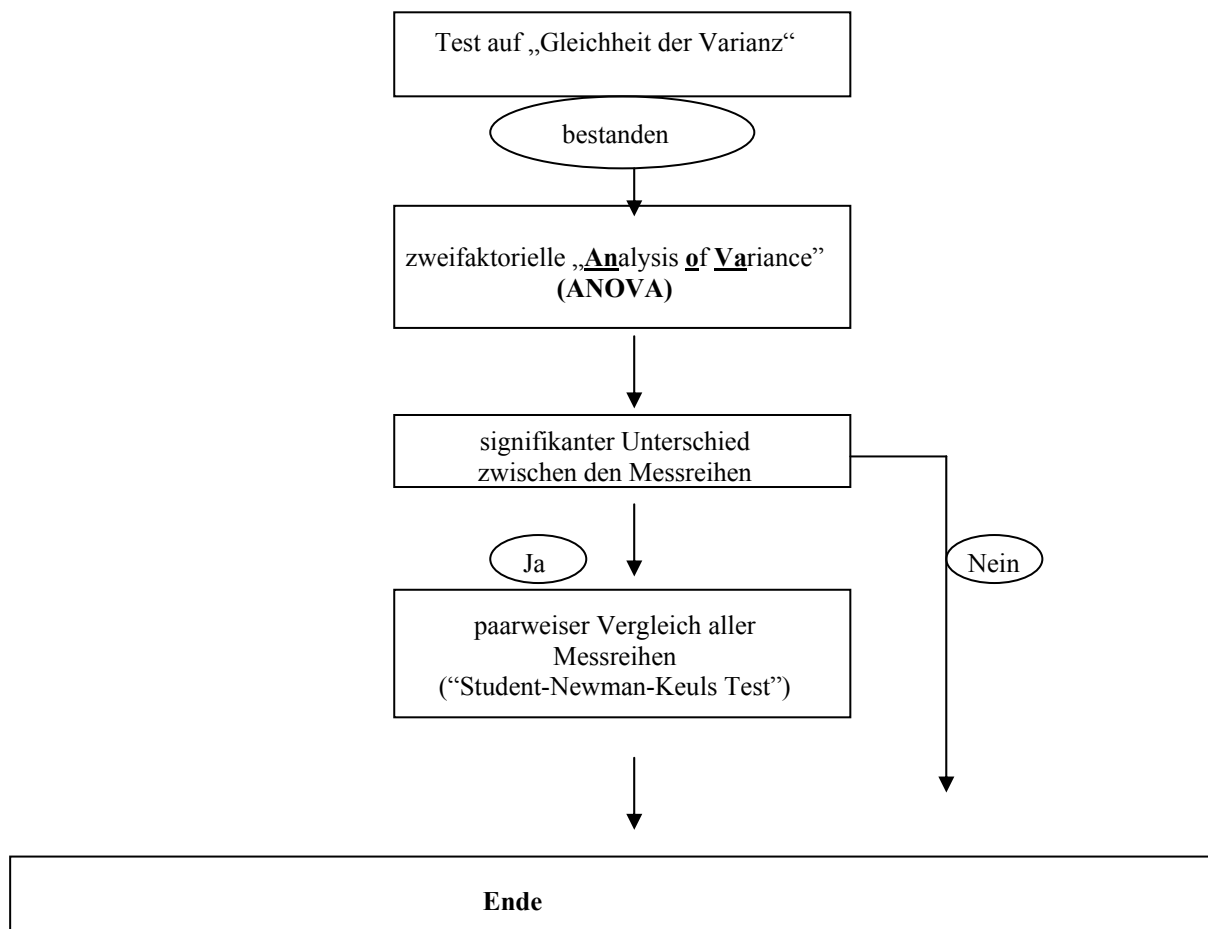 Test auf „Gleichheit der Varianz“
bestanden
zweifaktorielle „Analysis of Variance”
(ANOVA)
signifikanter Unterschied
zwischen den Messreihen
Ja
Nein
paarweiser Vergleich aller
Messreihen
(“Student-Newman-Keuls Test”)
Ende